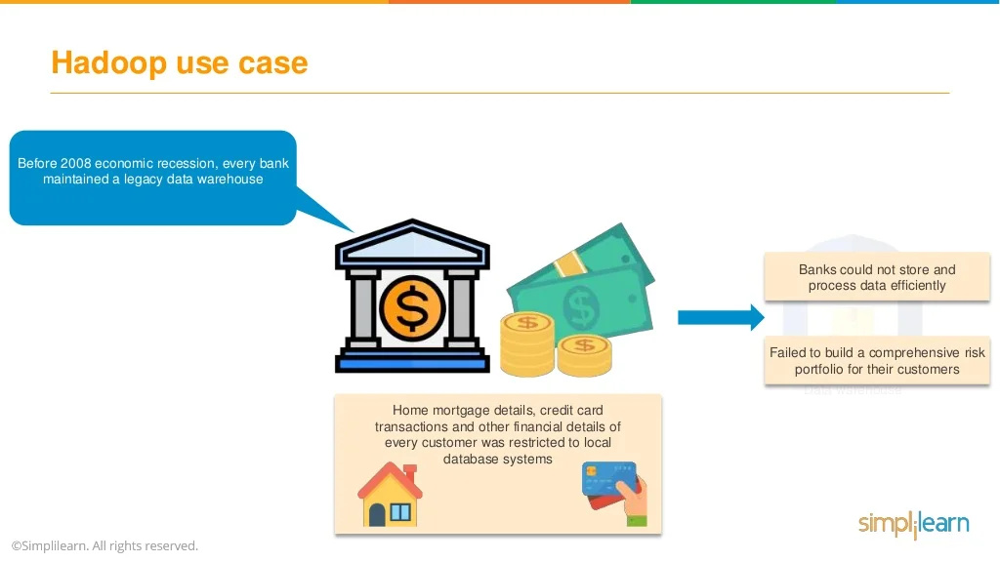 Hadoop use case
Before 2008 economic recession, every bank
maintained a legacy data warehouse
Banks could not store and
process data efficiently
Failed to build a comprehensive risk
portfolio for their customers
Data warehouse
Home mortgage details, credit card
transactions and other financial details of
every customer was restricted to local
database systems
simplilearn
©Simplilearn. All rights reserved.